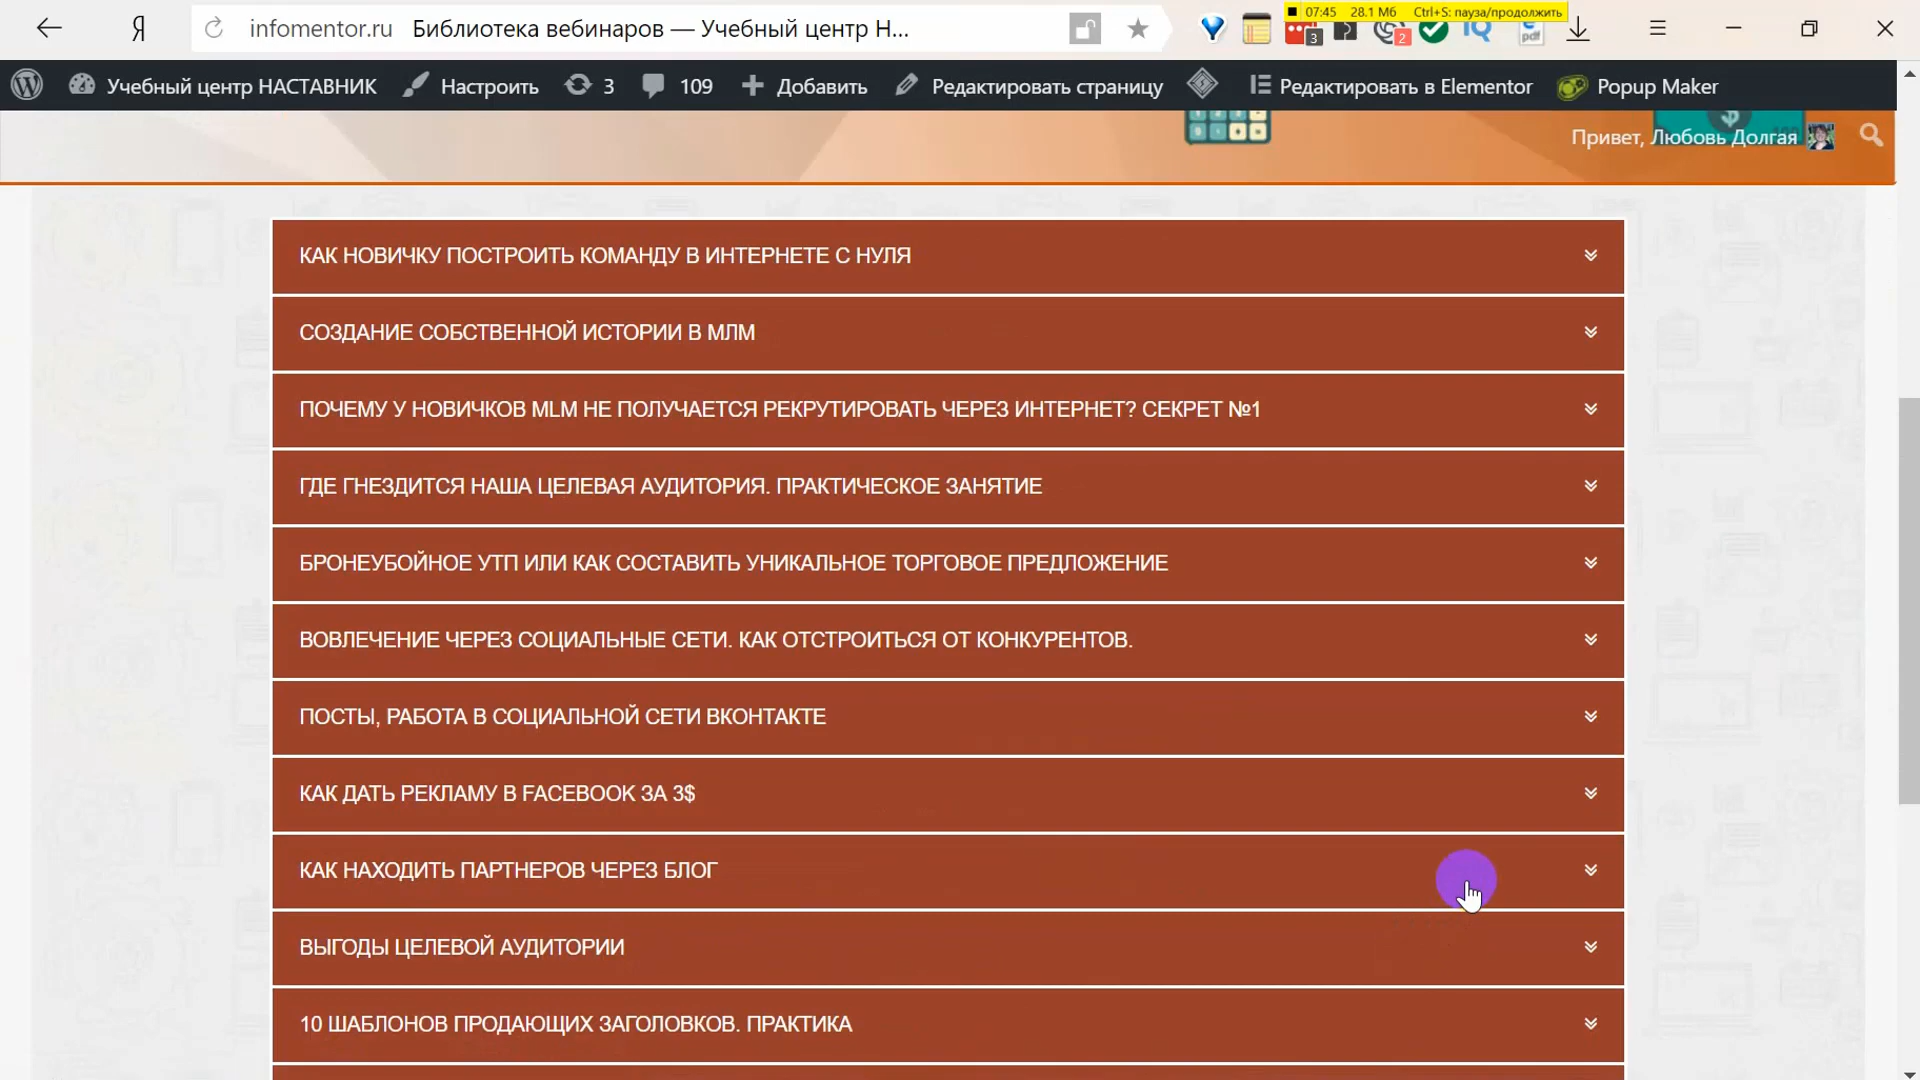 07:45 28.1 Мб Ctrl+S: пауза/продолжить
Я infomentor.ru Библиотека вебинаров — Учебный центр Н...
3 2 pdf
Учебный центр НАСТАВНИК Настроить 3 109 Добавить Редактировать страницу Редактировать в Elementor Popup Maker
Привет, Любовь Долгая
КАК НОВИЧКУ ПОСТРОИТЬ КОМАНДУ В ИНТЕРНЕТЕ С НУЛЯ
СОЗДАНИЕ СОБСТВЕННОЙ ИСТОРИИ В МЛМ
ПОЧЕМУ У НОВИЧКОВ MLM НЕ ПОЛУЧАЕТСЯ РЕКРУТИРОВАТЬ ЧЕРЕЗ ИНТЕРНЕТ? СЕКРЕТ №1
ГДЕ ГНЕЗДИТСЯ НАША ЦЕЛЕВАЯ АУДИТОРИЯ. ПРАКТИЧЕСКОЕ ЗАНЯТИЕ
БРОНЕУБОЙНОЕ УТП ИЛИ КАК СОСТАВИТЬ УНИКАЛЬНОЕ ТОРГОВОЕ ПРЕДЛОЖЕНИЕ
ВОВЛЕЧЕНИЕ ЧЕРЕЗ СОЦИАЛЬНЫЕ СЕТИ. КАК ОТСТРОИТЬСЯ ОТ КОНКУРЕНТОВ.
ПОСТЫ, РАБОТА В СОЦИАЛЬНОЙ СЕТИ ВКОНТАКТЕ
КАК ДАТЬ РЕКЛАМУ В FACEBOOK ЗА 3$
КАК НАХОДИТЬ ПАРТНЕРОВ ЧЕРЕЗ БЛОГ
ВЫГОДЫ ЦЕЛЕВОЙ АУДИТОРИИ
10 ШАБЛОНОВ ПРОДАЮЩИХ ЗАГОЛОВКОВ. ПРАКТИКА